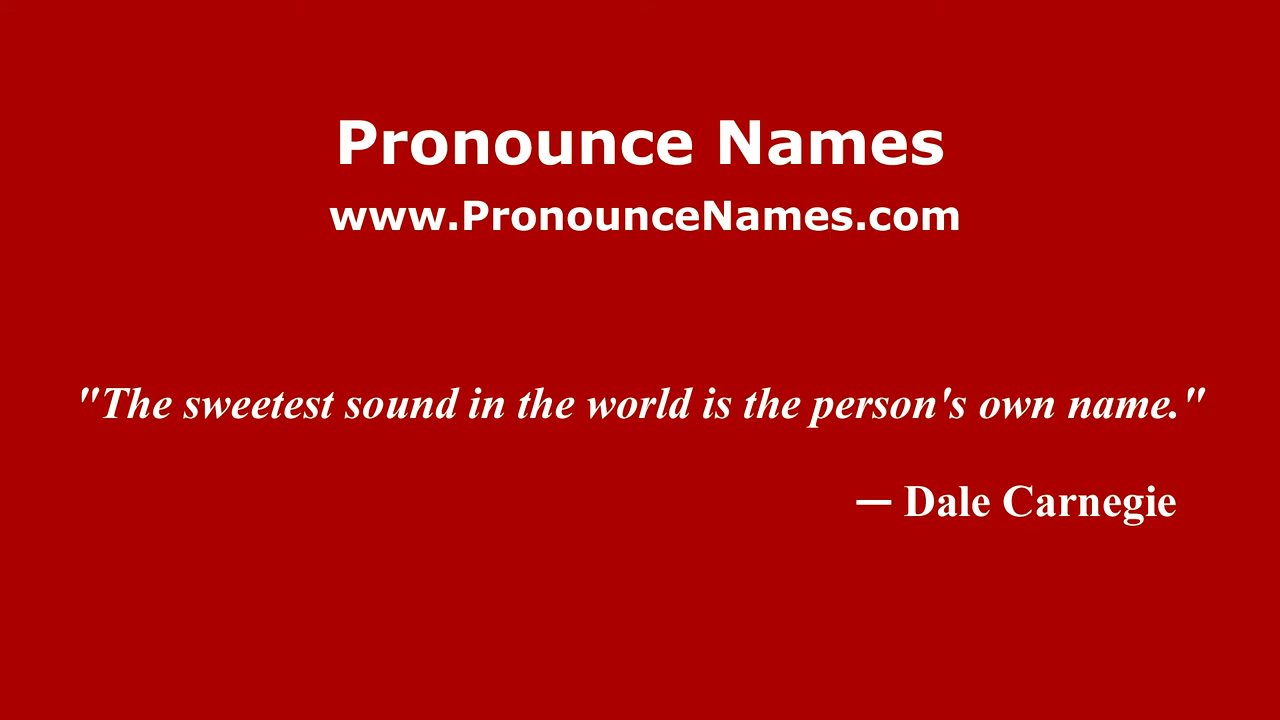 Pronounce Names
www.PronounceNames.com
"The sweetest sound in the world is the person's own name."
— Dale Carnegie